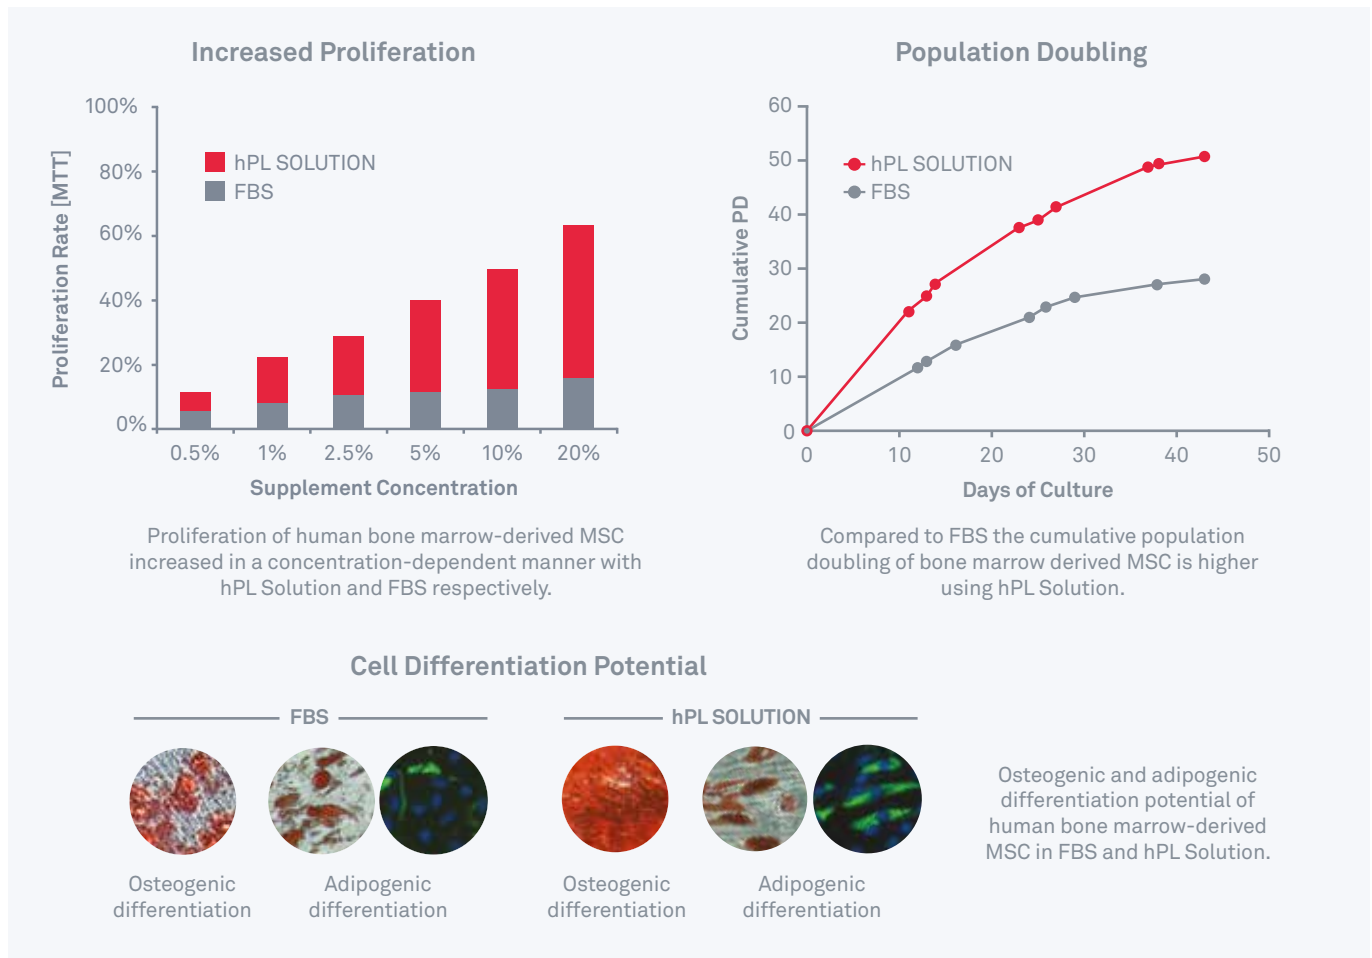 Increased Proliferation
100%
80%
60%
40%
20%
0%
Proliferation Rate [MTT]
hPL SOLUTION
FBS
0.5% 1% 2.5% 5% 10% 20%
Supplement Concentration
Proliferation of human bone marrow-derived MSC
increased in a concentration-dependent manner with
hPL Solution and FBS respectively.
Population Doubling
60
50
40
30
20
10
0
Cumulative PD
hPL SOLUTION
FBS
0 10 20 30 40 50
Days of Culture
Compared to FBS the cumulative population
doubling of bone marrow derived MSC is higher
using hPL Solution.
Cell Differentiation Potential
FBS
Osteogenic
differentiation
Adipogenic
differentiation
hPL SOLUTION
Osteogenic
differentiation
Adipogenic
differentiation
Osteogenic and adipogenic
differentiation potential of
human bone marrow-derived
MSC in FBS and hPL Solution.